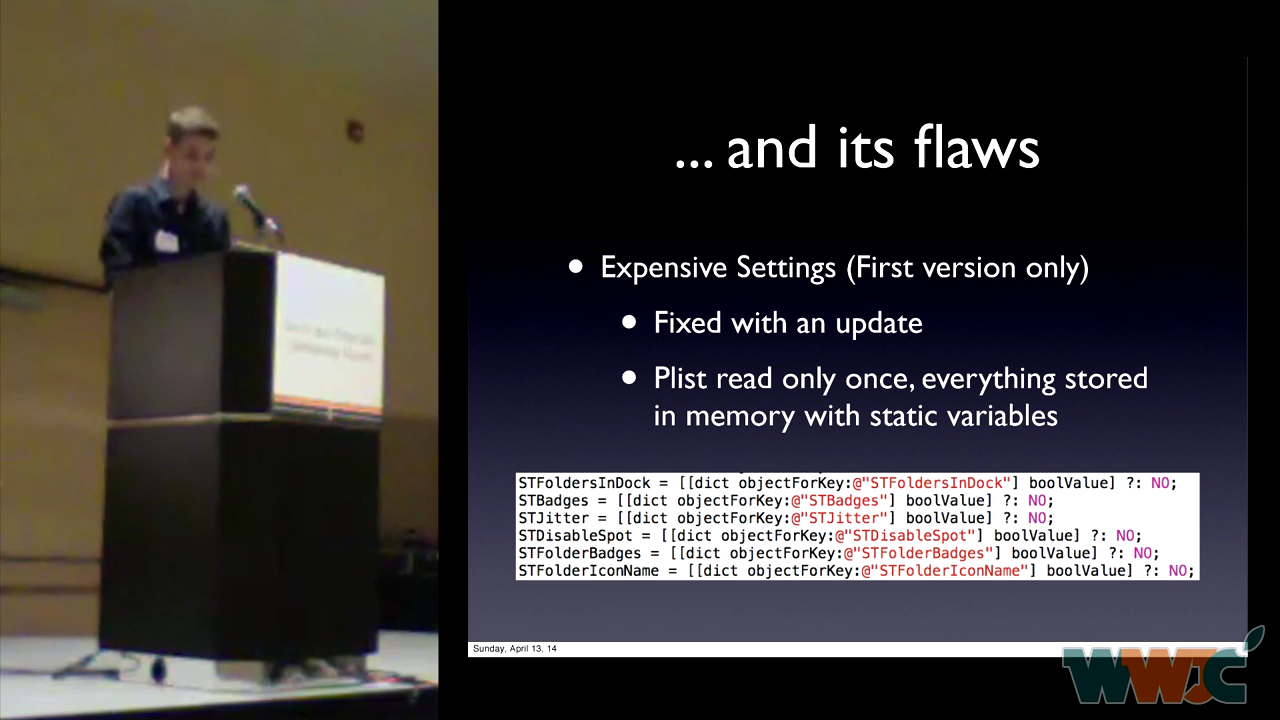 ... and its flaws
• Expensive Settings (First version only)
• Fixed with an update
• Plist read only once, everything stored
in memory with static variables
STFoldersInDock = [[dict objectForKey:@"STFoldersInDock"] boolValue] ?: NO;
STBadges = [[dict objectForKey:@"STBadges"] boolValue] ?: NO;
STJitter = [[dict objectForKey:@"STJitter"] boolValue] ?: NO;
STDisableSpot = [[dict objectForKey:@"STDisableSpot"] boolValue] ?: NO;
STFolderBadges = [[dict objectForKey:@"STFolderBadges"] boolValue] ?: NO;
STFolderIconName = [[dict objectForKey:@"STFolderIconName"] boolValue] ?: NO;
Sunday, April 13, 14
WWJC